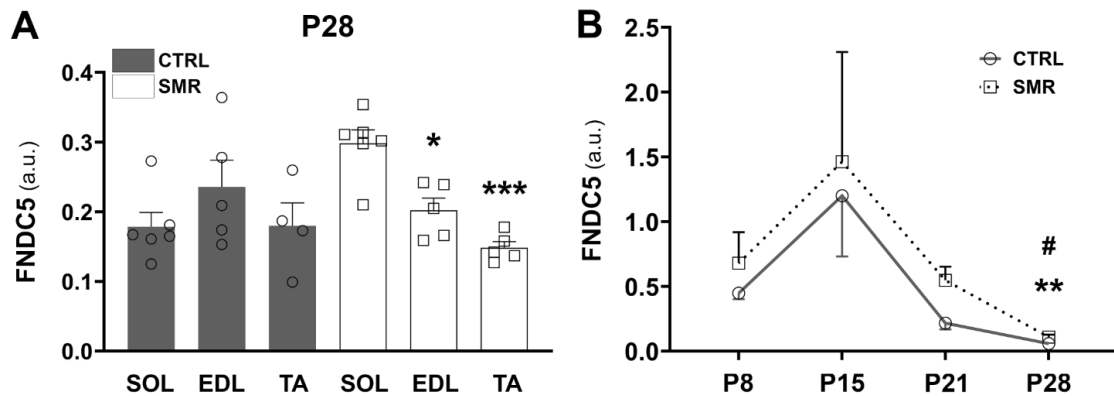 A
P28
CTRL
SMR
FNDC5 (a.u.)
0.4
0.3
0.2
0.1
0.0
*
***
SOL EDL TA SOL EDL TA
B
CTRL
SMR
FNDC5 (a.u.)
2.5
2.0
1.5
1.0
0.5
0.0
#
**
P8 P15 P21 P28